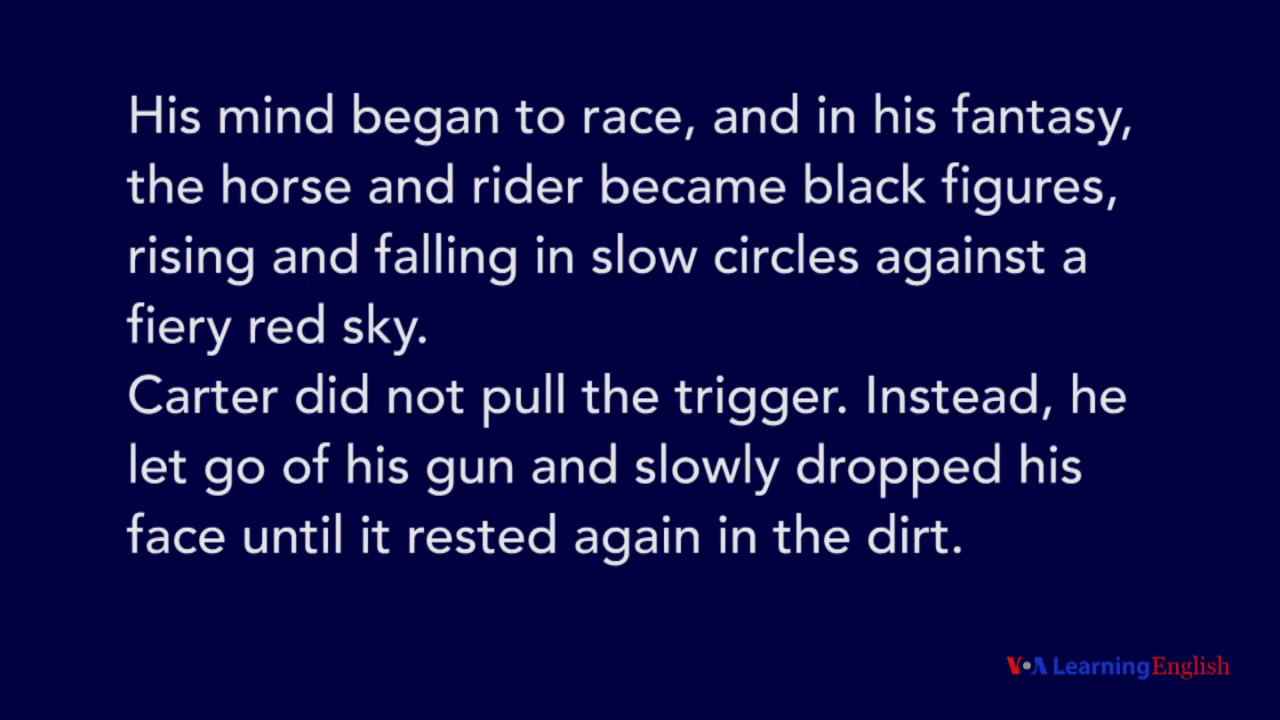 His mind began to race, and in his fantasy,
the horse and rider became black figures,
rising and falling in slow circles against a
fiery red sky.
Carter did not pull the trigger. Instead, he
let go of his gun and slowly dropped his
face until it rested again in the dirt.
VOA Learning English